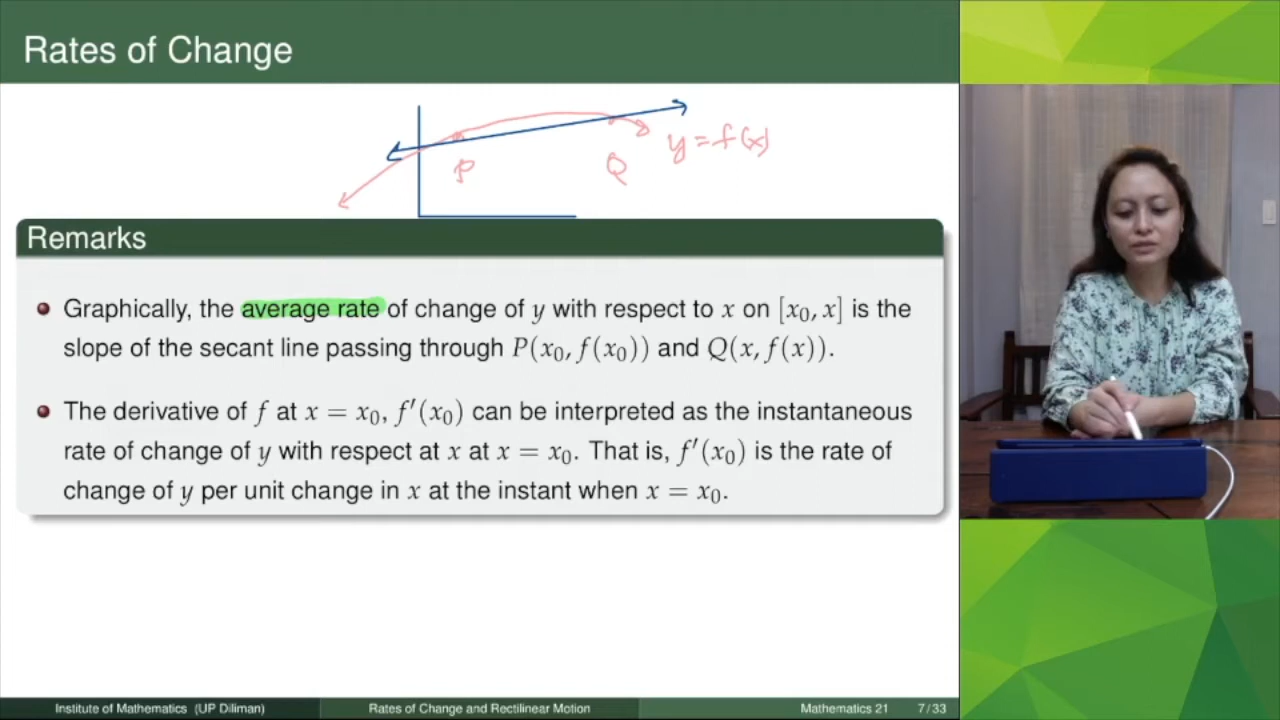 Rates of Change
y = f(x)
P
Q
Remarks
Graphically, the average rate of change of y with respect to x on [x₀, x] is the
slope of the secant line passing through P(x₀, f(x₀)) and Q(x, f(x)).
The derivative of f at x = x₀, f′(x₀) can be interpreted as the instantaneous
rate of change of y with respect at x at x = x₀. That is, f′(x₀) is the rate of
change of y per unit change in x at the instant when x = x₀.
Institute of Mathematics (UP Diliman) Rates of Change and Rectilinear Motion Mathematics 21 7 / 33